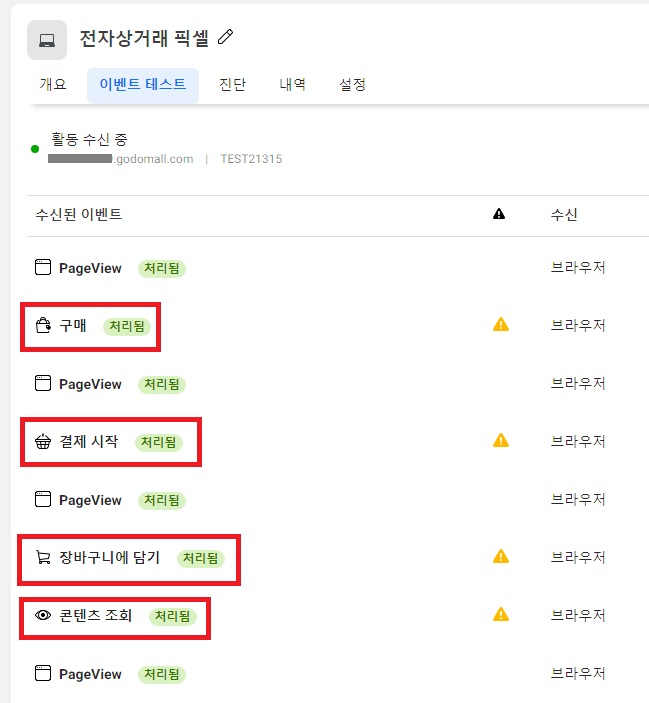 전자상거래 픽셀
개요 이벤트 테스트 진단 내역 설정
활동 수신 중
.godomall.com | TEST21315
수신된 이벤트 수신
PageView 처리됨 브라우저
구매 처리됨 브라우저
PageView 처리됨 브라우저
결제 시작 처리됨 브라우저
PageView 처리됨 브라우저
장바구니에 담기 처리됨 브라우저
콘텐츠 조회 처리됨 브라우저
PageView 처리됨 브라우저